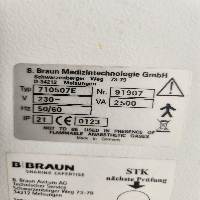 B. Braun Medizintechnologie GmbH
Schwarzenberger Weg 73-79
D-34212 Melsungen
Typ 710507E Nr. 91907
V 230~ VA 2500
Hz 50/60
IP 21 CE 0123
NOT TO BE USED IN PRESENCE OF
FLAMMABLE ANAESTHETIC GASES
B|BRAUN
SHARING EXPERTISE
B. Braun Avitum AG
Technischer Service
Schwarzenberger Weg 73-79
34212 Melsungen
STK
nächste Prüfung